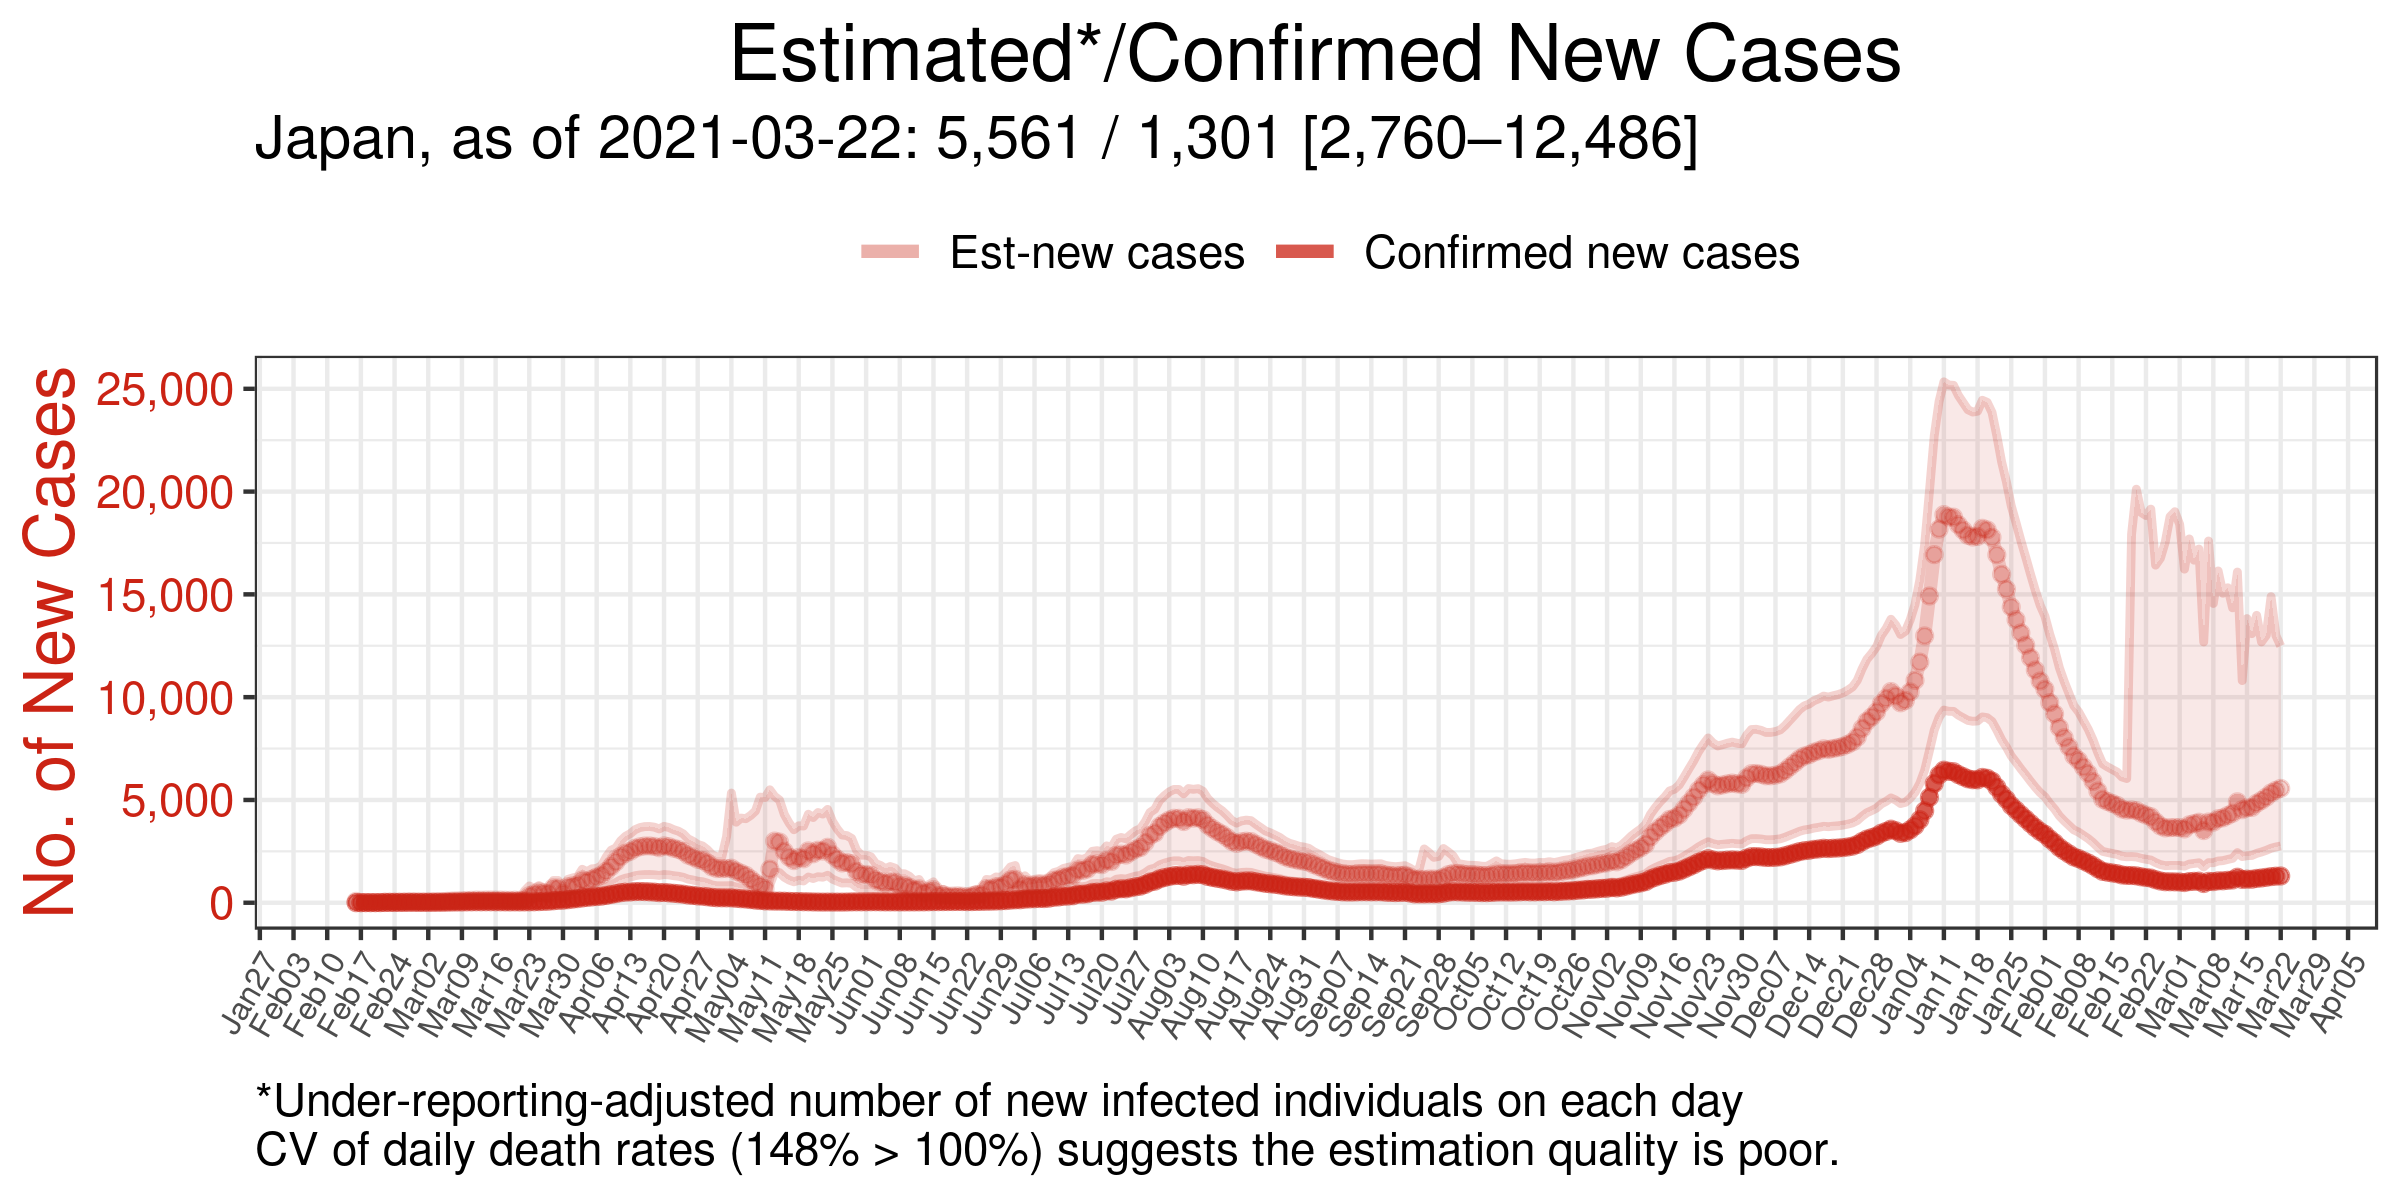 Estimated*/Confirmed New Cases
Japan, as of 2021-03-22: 5,561 / 1,301 [2,760–12,486]
Est-new cases
Confirmed new cases
No. of New Cases
25,000
20,000
15,000
10,000
5,000
0
Jan27
Feb03
Feb10
Feb17
Feb24
Mar02
Mar09
Mar16
Mar23
Mar30
Apr06
Apr13
Apr20
Apr27
May04
May11
May18
May25
Jun01
Jun08
Jun15
Jun22
Jun29
Jul06
Jul13
Jul20
Jul27
Aug03
Aug10
Aug17
Aug24
Aug31
Sep07
Sep14
Sep21
Sep28
Oct05
Oct12
Oct19
Oct26
Nov02
Nov09
Nov16
Nov23
Nov30
Dec07
Dec14
Dec21
Dec28
Jan04
Jan11
Jan18
Jan25
Feb01
Feb08
Feb15
Feb22
Mar01
Mar08
Mar15
Mar22
Mar29
Apr05
*Under-reporting-adjusted number of new infected individuals on each day
CV of daily death rates (148% > 100%) suggests the estimation quality is poor.